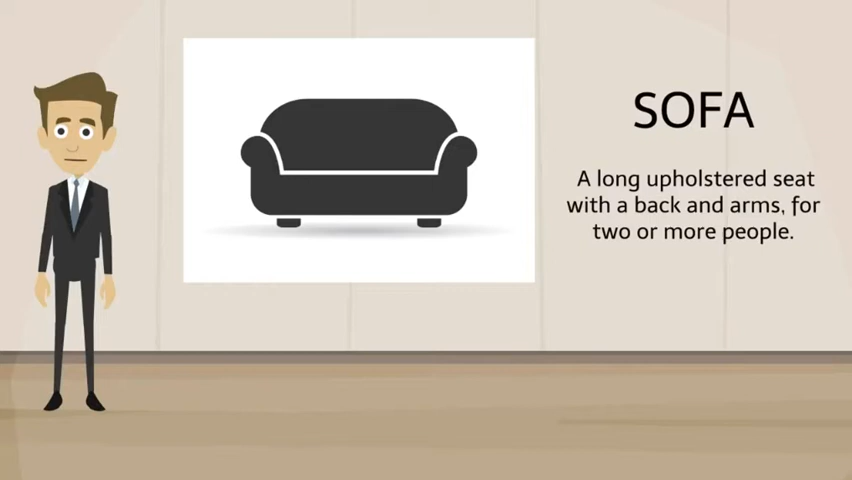 SOFA
A long upholstered seat
with a back and arms, for
two or more people.